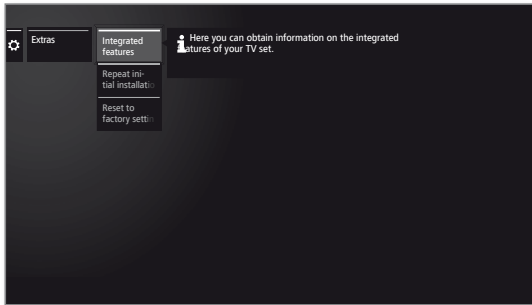 Extras
Integrated
features
Repeat ini-
tial installatio
Reset to
factory settin
Here you can obtain information on the integrated
atures of your TV set.